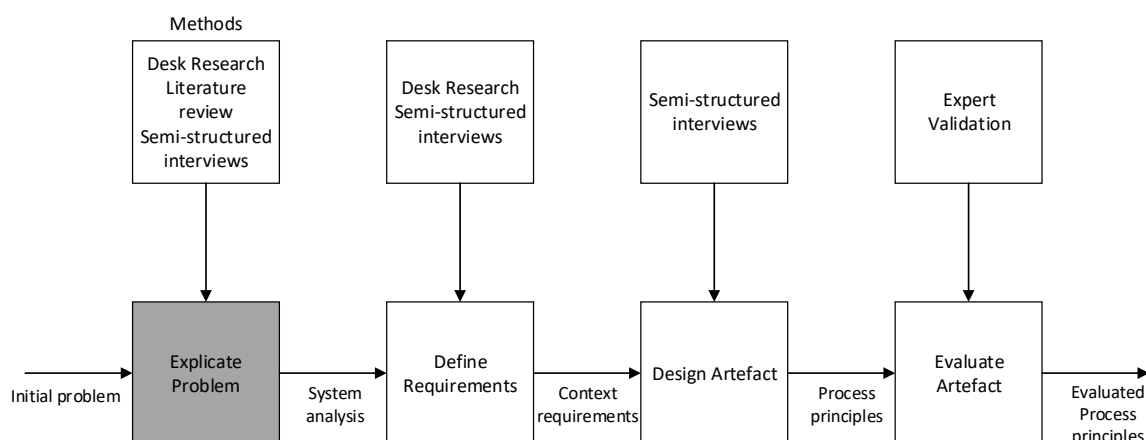 Methods
Desk Research
Literature
review
Semi-structured
interviews
Desk Research
Semi-structured
interviews
Semi-structured
interviews
Expert
Validation
Initial problem
Explicate
Problem
System
analysis
Define
Requirements
Context
requirements
Design Artefact
Process
principles
Evaluate
Artefact
Evaluated
Process
principles